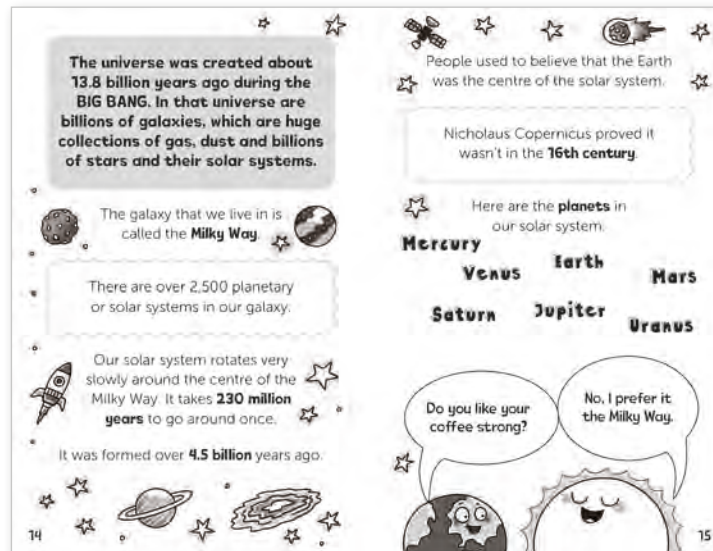 The universe was created about
13.8 billion years ago during the
BIG BANG. In that universe are
billions of galaxies, which are huge
collections of gas, dust and billions
of stars and their solar systems.
The galaxy that we live in is
called the Milky Way.
There are over 2,500 planetary
or solar systems in our galaxy.
Our solar system rotates very
slowly around the centre of the
Milky Way. It takes 230 million
years to go around once.
It was formed over 4.5 billion years ago.
14
People used to believe that the Earth
was the centre of the solar system.
Nicholaus Copernicus proved it
wasn't in the 16th century.
Here are the planets in
our solar system.
Mercury
Venus
Earth
Mars
Saturn
Jupiter
Uranus
Do you like your
coffee strong?
No, I prefer it
the Milky Way.
15